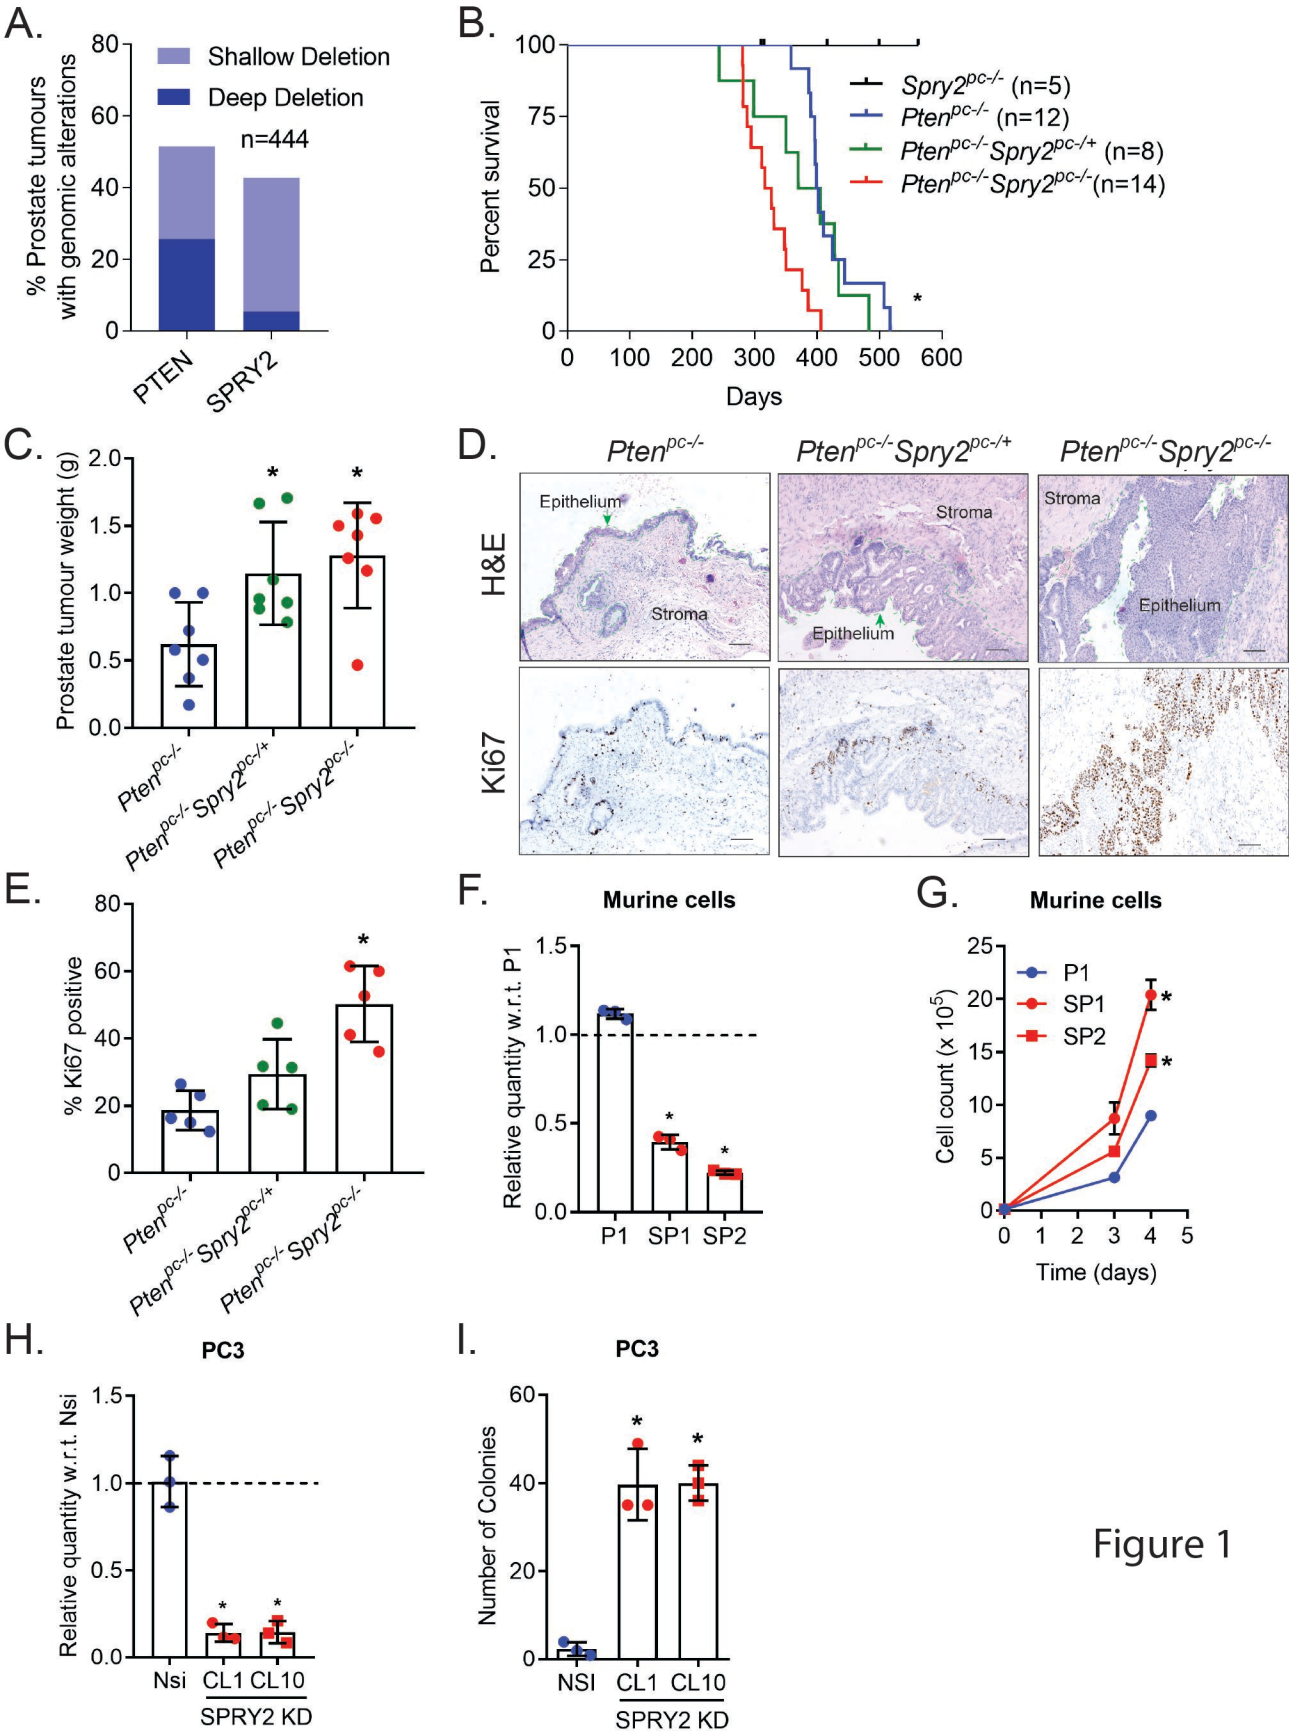 A.
% Prostate tumours
with genomic alterations
80
60
40
20
0
Shallow Deletion
Deep Deletion
n=444
PTEN
SPRY2
B.
Percent survival
100
75
50
25
0
0 100 200 300 400 500 600
Days
Spry2pc-/- (n=5)
Ptenpc-/- (n=12)
Ptenpc-/-Spry2pc-/+ (n=8)
Ptenpc-/-Spry2pc-/-(n=14)
*
C.
Prostate tumour weight (g)
2.0
1.5
1.0
0.5
0.0
* *
Ptenpc-/-
Ptenpc-/-Spry2pc-/+
Ptenpc-/-Spry2pc-/-
D.
Ptenpc-/- Ptenpc-/-Spry2pc-/+ Ptenpc-/-Spry2pc-/-
H&E
Epithelium
Stroma
Stroma
Epithelium
Stroma
Epithelium
Ki67
E.
% Ki67 positive
80
60
40
20
0
*
Ptenpc-/-
Ptenpc-/-Spry2pc-/+
Ptenpc-/-Spry2pc-/-
F.
Murine cells
Relative quantity w.r.t. P1
1.5
1.0
0.5
0.0
* *
P1 SP1 SP2
G.
Murine cells
Cell count (x 105)
25
20
15
10
5
0
P1
SP1
SP2
*
*
0 1 2 3 4 5
Time (days)
H.
PC3
Relative quantity w.r.t. Nsi
1.5
1.0
0.5
0.0
* *
Nsi CL1 CL10
SPRY2 KD
I.
PC3
Number of Colonies
60
40
20
0
* *
NSI CL1 CL10
SPRY2 KD
Figure 1